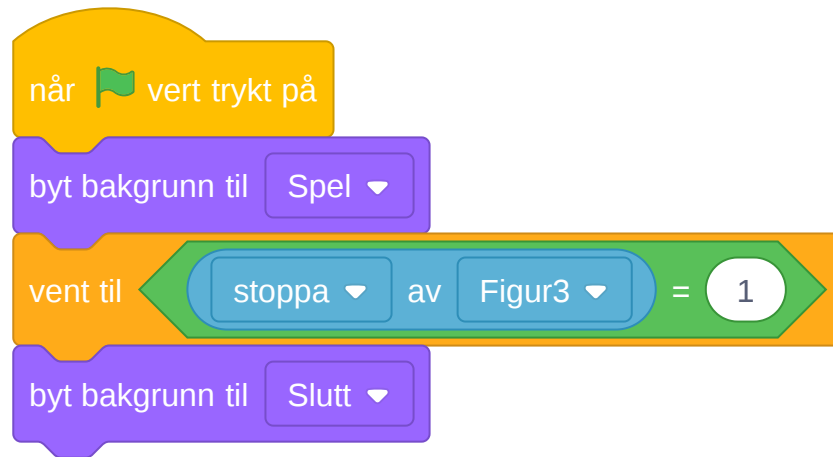 når vert trykt på
byt bakgrunn til Spel
vent til stoppa av Figur3 = 1
byt bakgrunn til Slutt